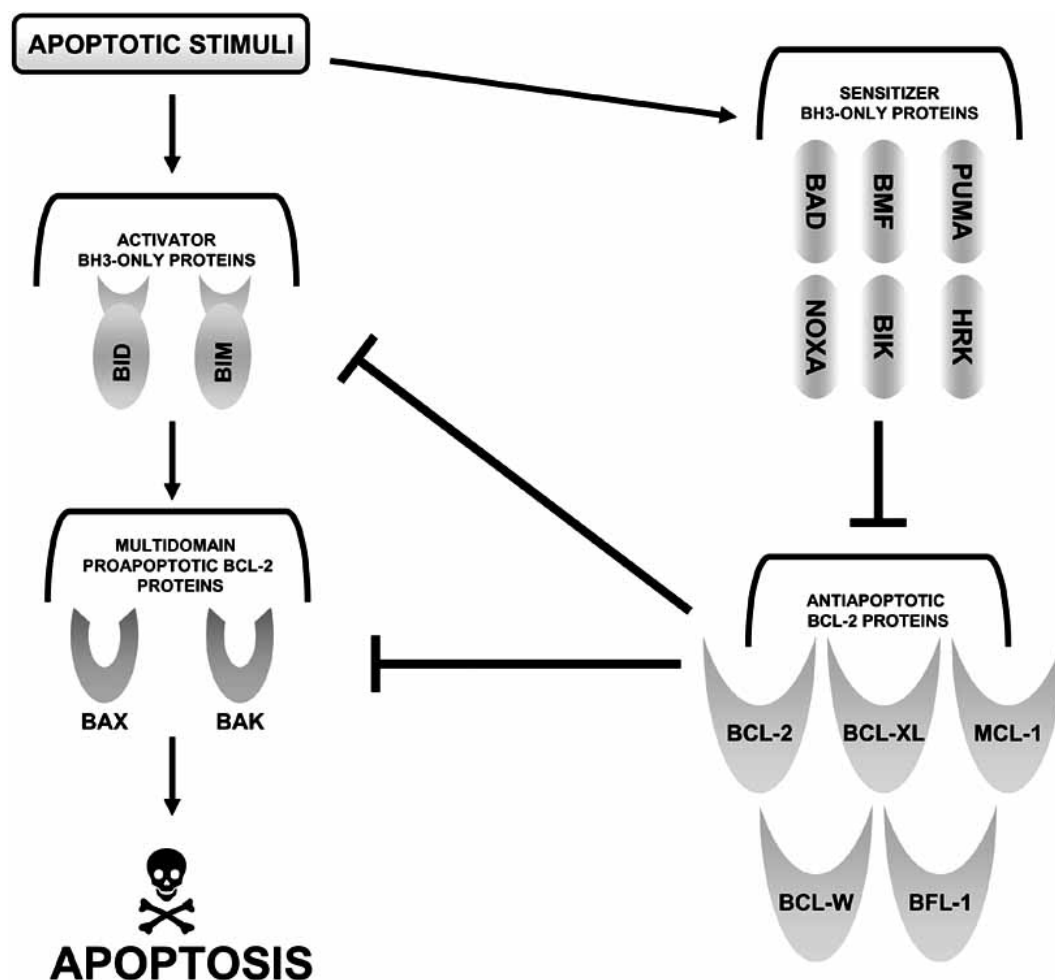 APOPTOTIC STIMULI
SENSITIZER
BH3-ONLY PROTEINS
BAD
BMF
PUMA
NOXA
BIK
HRK
ACTIVATOR
BH3-ONLY PROTEINS
BID
BIM
MULTIDOMAIN
PROAPOPTOTIC BCL-2
PROTEINS
BAX
BAK
ANTIAPOPTOTIC
BCL-2 PROTEINS
BCL-2
BCL-XL
MCL-1
BCL-W
BFL-1
APOPTOSIS